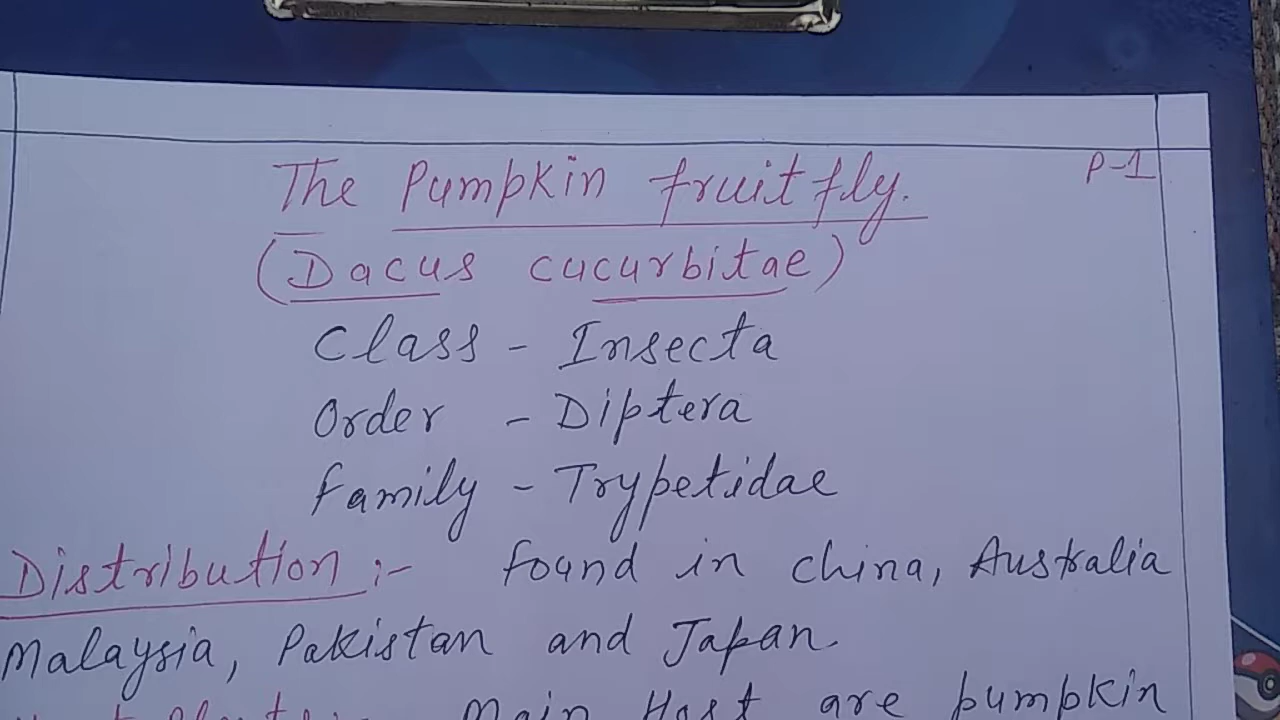 P-1
The Pumpkin fruit fly.
(Dacus cucurbitae)
Class - Insecta
Order - Diptera
Family - Trypetidae
Distribution :- found in china, Australia
Malaysia, Pakistan and Japan.
Main Host are pumpkin